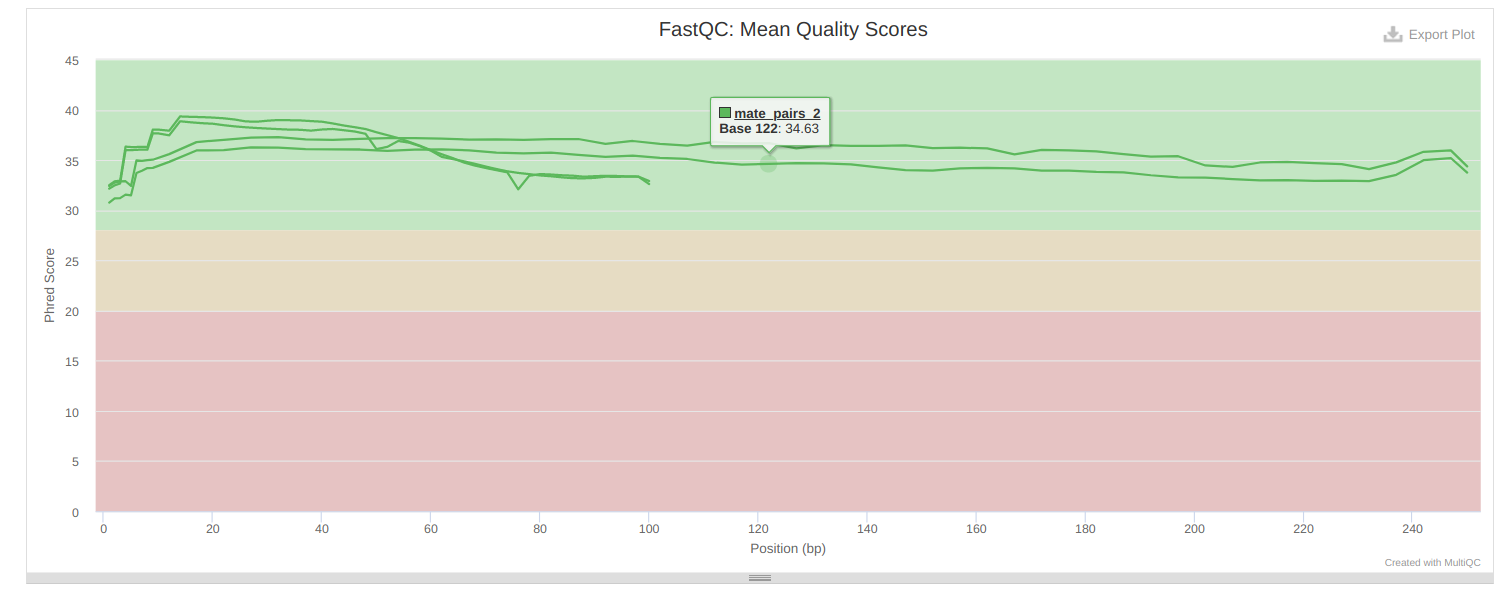 FastQC: Mean Quality Scores
Export Plot
45
40
35
30
25
20
15
10
5
0
Phred Score
mate_pairs_2
Base 122: 34.63
0 20 40 60 80 100 120 140 160 180 200 220 240
Position (bp)
Created with MultiQC